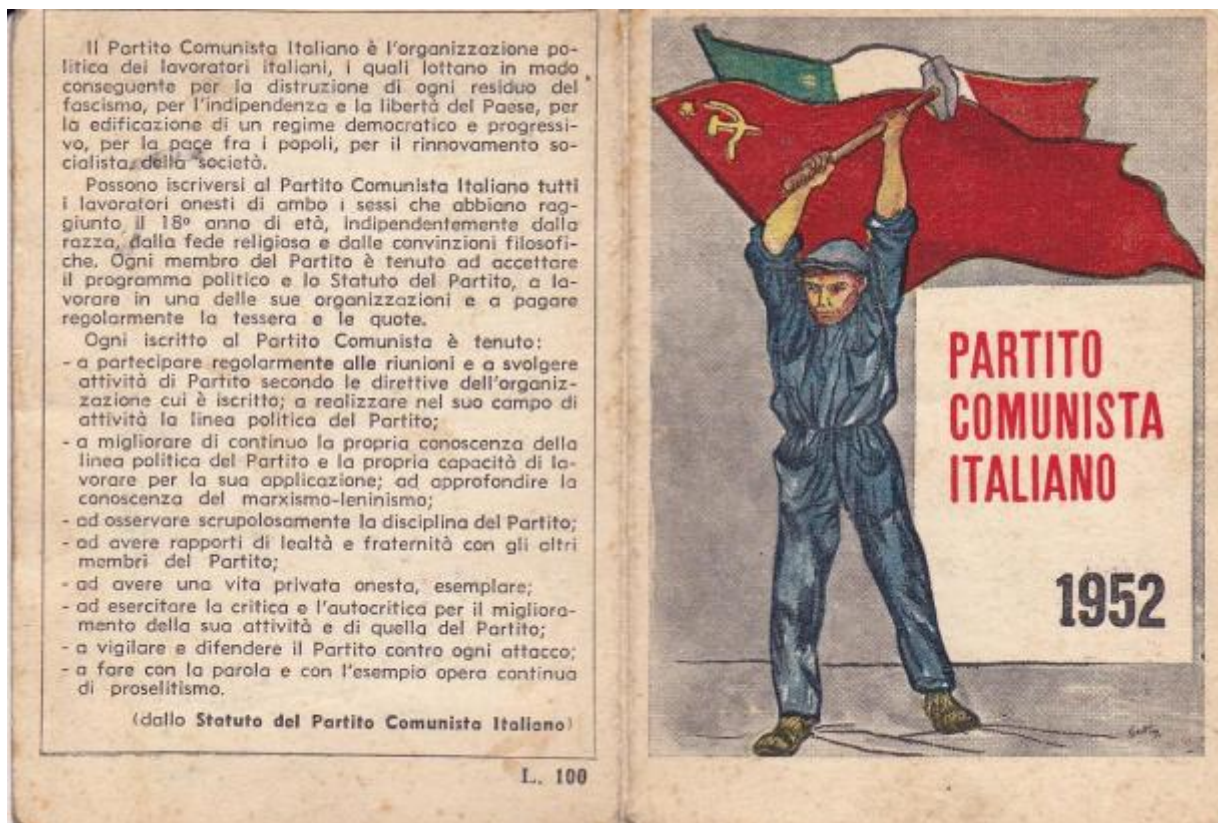 Il Partito Comunista Italiano è l'organizzazione po-
litica dei lavoratori italiani, i quali lottano in modo
conseguente per la distruzione di ogni residuo del
fascismo, per l'indipendenza e la libertà del Paese, per
la edificazione di un regime democratico e progressi-
vo, per la pace fra i popoli, per il rinnovamento so-
cialista della società.
Possono iscriversi al Partito Comunista Italiano tutti
i lavoratori onesti di ambo i sessi che abbiano rag-
giunto il 18º anno di età, indipendentemente dalla
razza, dalla fede religiosa e dalle convinzioni filosofi-
che. Ogni membro del Partito è tenuto ad accettare
il programma politico e lo Statuto del Partito, a la-
vorare in una delle sue organizzazioni e a pagare
regolarmente la tessera e le quote.
Ogni iscritto al Partito Comunista è tenuto:
- a partecipare regolarmente alle riunioni e a svolgere
attività di Partito secondo le direttive dell'organiz-
zazione cui è iscritto; a realizzare nel suo campo di
attività la linea politica del Partito;
- a migliorare di continuo la propria conoscenza della
linea politica del Partito e la propria capacità di la-
vorare per la sua applicazione; ad approfondire la
conoscenza del marxismo-leninismo;
- ad osservare scrupolosamente la disciplina del Partito;
- ad avere rapporti di lealtà e fraternità con gli altri
membri del Partito;
- ad avere una vita privata onesta, esemplare;
- ad esercitare la critica e l'autocritica per il migliora-
mento della sua attività e di quella del Partito;
- a vigilare e difendere il Partito contro ogni attacco;
- a fare con la parola e con l'esempio opera continua
di proselitismo.
(dallo Statuto del Partito Comunista Italiano)
L. 100
PARTITO
COMUNISTA
ITALIANO
1952